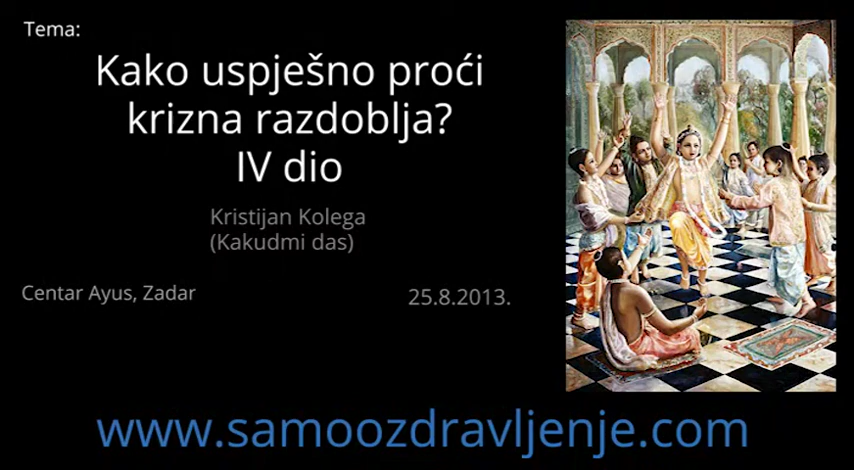 Tema:
Kako uspješno proći
krizna razdoblja?
IV dio
Kristijan Kolega
(Kakudmi das)
Centar Ayus, Zadar
25.8.2013.
www.samoozdravljenje.com